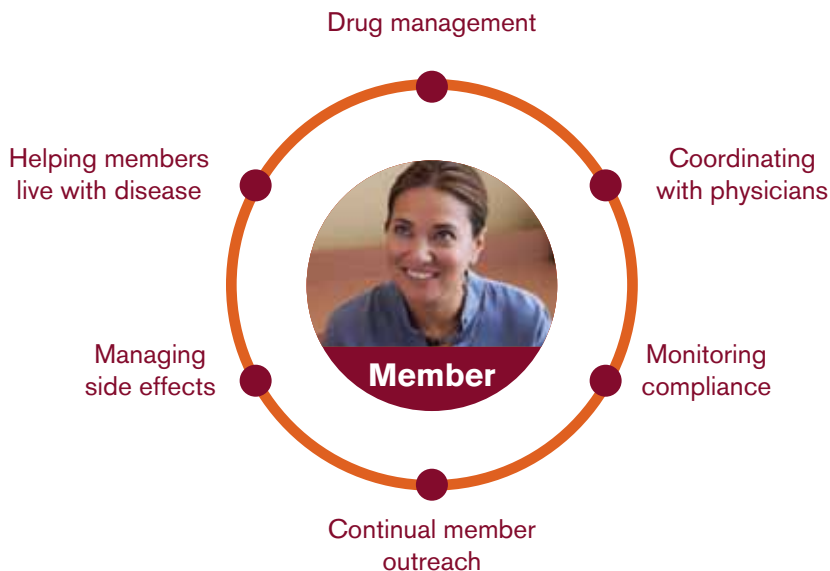 Drug management
Helping members
live with disease
Coordinating
with physicians
Managing
side effects
Member
Monitoring
compliance
Continual member
outreach